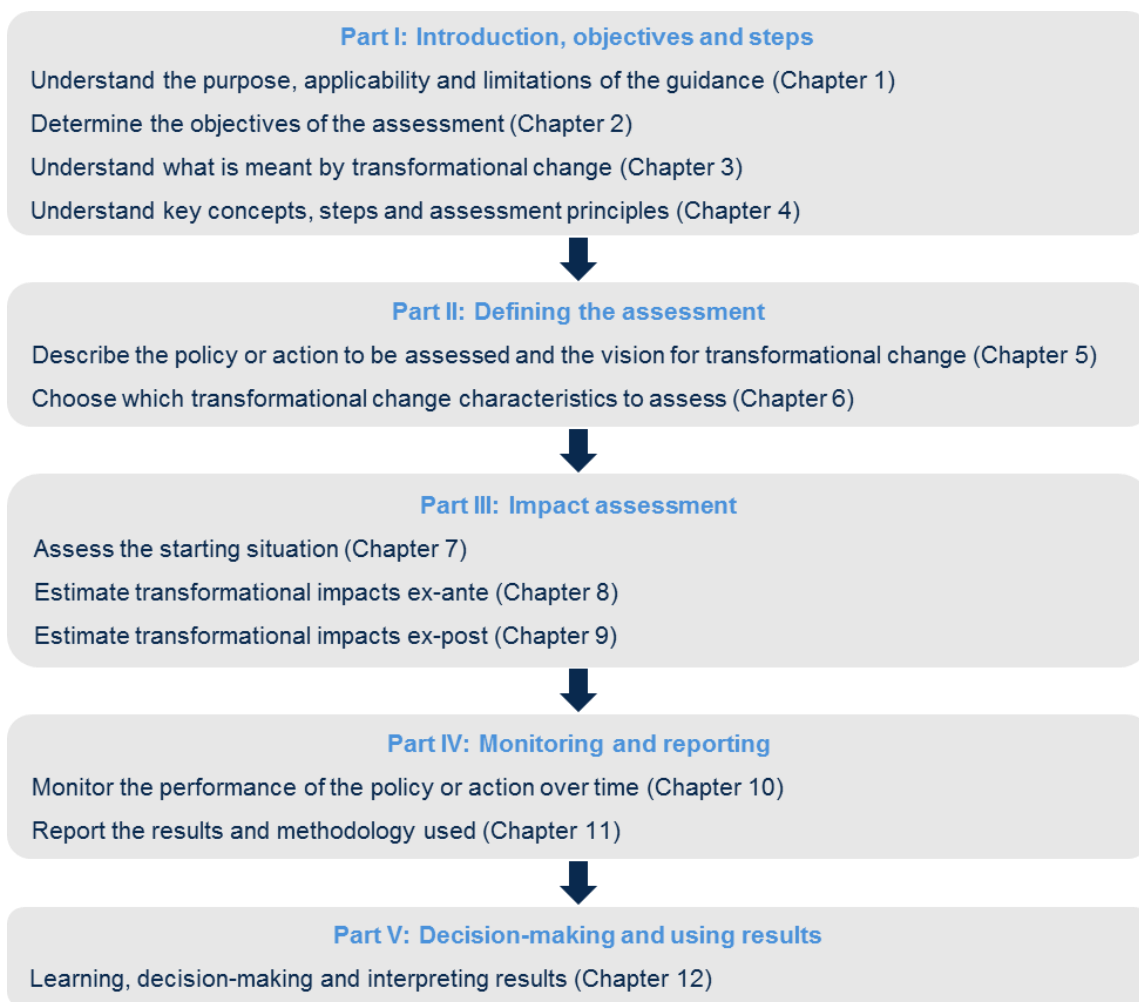 Part I: Introduction, objectives and steps
Understand the purpose, applicability and limitations of the guidance (Chapter 1)
Determine the objectives of the assessment (Chapter 2)
Understand what is meant by transformational change (Chapter 3)
Understand key concepts, steps and assessment principles (Chapter 4)
Part II: Defining the assessment
Describe the policy or action to be assessed and the vision for transformational change (Chapter 5)
Choose which transformational change characteristics to assess (Chapter 6)
Part III: Impact assessment
Assess the starting situation (Chapter 7)
Estimate transformational impacts ex-ante (Chapter 8)
Estimate transformational impacts ex-post (Chapter 9)
Part IV: Monitoring and reporting
Monitor the performance of the policy or action over time (Chapter 10)
Report the results and methodology used (Chapter 11)
Part V: Decision-making and using results
Learning, decision-making and interpreting results (Chapter 12)